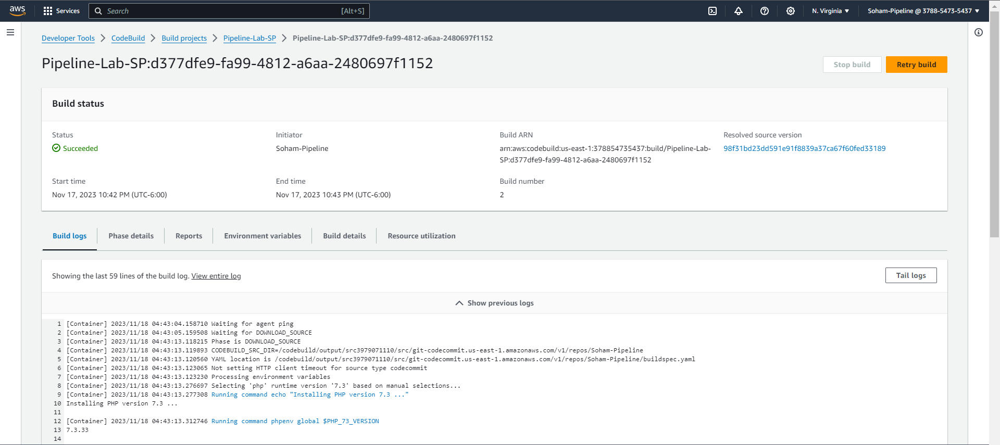 aws
Services
Search
[Alt+S]
N. Virginia
Soham-Pipeline @ 3788-5473-5437
Developer Tools
CodeBuild
Build projects
Pipeline-Lab-SP
Pipeline-Lab-SP:d377dfe9-fa99-4812-a6aa-2480697f1152
Pipeline-Lab-SP:d377dfe9-fa99-4812-a6aa-2480697f1152
Stop build
Retry build
Build status
Status
Succeeded
Initiator
Soham-Pipeline
Build ARN
arn:aws:codebuild:us-east-1:378854735437:build/Pipeline-Lab-
SP:d377dfe9-fa99-4812-a6aa-2480697f1152
Resolved source version
98f31bd23dd591e91f8839a37ca67f60fed33189
Start time
Nov 17, 2023 10:42 PM (UTC-6:00)
End time
Nov 17, 2023 10:43 PM (UTC-6:00)
Build number
2
Build logs
Phase details
Reports
Environment variables
Build details
Resource utilization
Showing the last 59 lines of the build log. View entire log
Tail logs
Show previous logs
1 [Container] 2023/11/18 04:43:04.158710 Waiting for agent ping
2 [Container] 2023/11/18 04:43:05.159508 Waiting for DOWNLOAD_SOURCE
3 [Container] 2023/11/18 04:43:13.118215 Phase is DOWNLOAD_SOURCE
4 [Container] 2023/11/18 04:43:13.119893 CODEBUILD_SRC_DIR=/codebuild/output/src3979071110/src/git-codecommit.us-east-1.amazonaws.com/v1/repos/Soham-Pipeline
5 [Container] 2023/11/18 04:43:13.120560 YAML location is /codebuild/output/src3979071110/src/git-codecommit.us-east-1.amazonaws.com/v1/repos/Soham-Pipeline/buildspec.yaml
6 [Container] 2023/11/18 04:43:13.123065 Not setting HTTP client timeout for source type codecommit
7 [Container] 2023/11/18 04:43:13.123230 Processing environment variables
8 [Container] 2023/11/18 04:43:13.276697 Selecting 'php' runtime version '7.3' based on manual selections...
9 [Container] 2023/11/18 04:43:13.277308 Running command echo "Installing PHP version 7.3 ..."
10 Installing PHP version 7.3 ...
11
12 [Container] 2023/11/18 04:43:13.312746 Running command phpenv global $PHP_73_VERSION
13 7.3.33
14